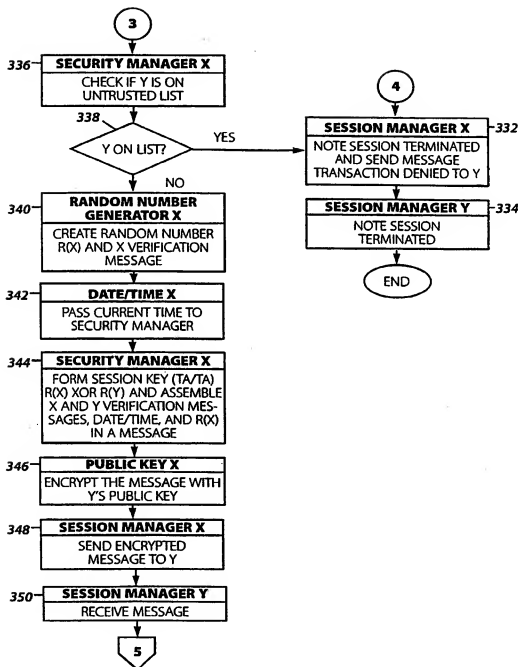 3
336
SECURITY MANAGER X
CHECK IF Y IS ON
UNTRUSTED LIST
338
Y ON LIST?
YES
NO
340
RANDOM NUMBER
GENERATOR X
CREATE RANDOM NUMBER
R(X) AND X VERIFICATION
MESSAGE
342
DATE/TIME X
PASS CURRENT TIME TO
SECURITY MANAGER
344
SECURITY MANAGER X
FORM SESSION KEY (TA/TA)
R(X) XOR R(Y) AND ASSEMBLE
X AND Y VERIFICATION MES-
SAGES, DATE/TIME, AND R(X)
IN A MESSAGE
346
PUBLIC KEY X
ENCRYPT THE MESSAGE WITH
Y'S PUBLIC KEY
348
SESSION MANAGER X
SEND ENCRYPTED
MESSAGE TO Y
350
SESSION MANAGER Y
RECEIVE MESSAGE
5
4
SESSION MANAGER X
332
NOTE SESSION TERMINATED
AND SEND MESSAGE
TRANSACTION DENIED TO Y
SESSION MANAGER Y
334
NOTE SESSION
TERMINATED
END